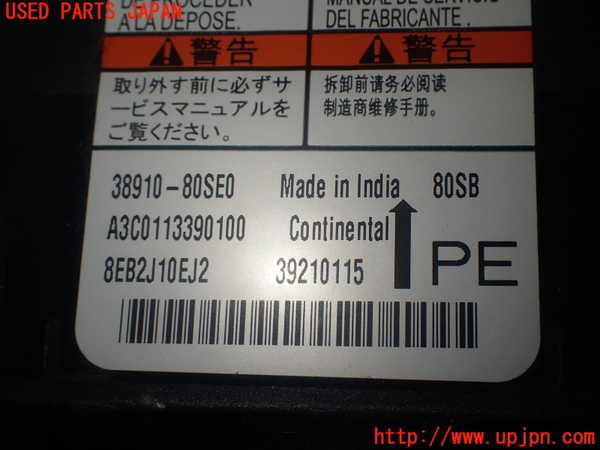 USED PARTS JAPAN
A LA DEPOSE.
MANUAL DE SERVICIO
DEL FABRICANTE.
警告
警告
取り外す前に必ずサ
ービスマニュアルを
ご覧ください。
拆卸前请务必阅读
制造商维修手册。
38910-80SE0 Made in India 80SB
A3C0113390100 Continental
8EB2J10EJ2 39210115
PE
http://www.upjpn.com/